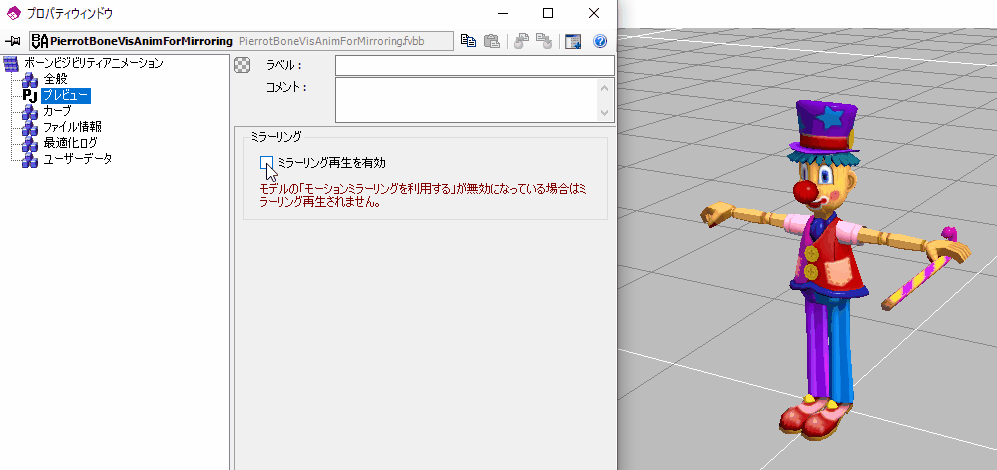 プロパティウィンドウ
PierrotBoneVisAnimForMirroring PierrotBoneVisAnimForMirroring.fvbb
ボーンビジビリティアニメーション
全般
プレビュー
カーブ
ファイル情報
最適化ログ
ユーザーデータ
ラベル：
コメント：
ミラーリング
ミラーリング再生を有効
モデルの「モーションミラーリングを利用する」が無効になっている場合はミ
ラーリング再生されません。